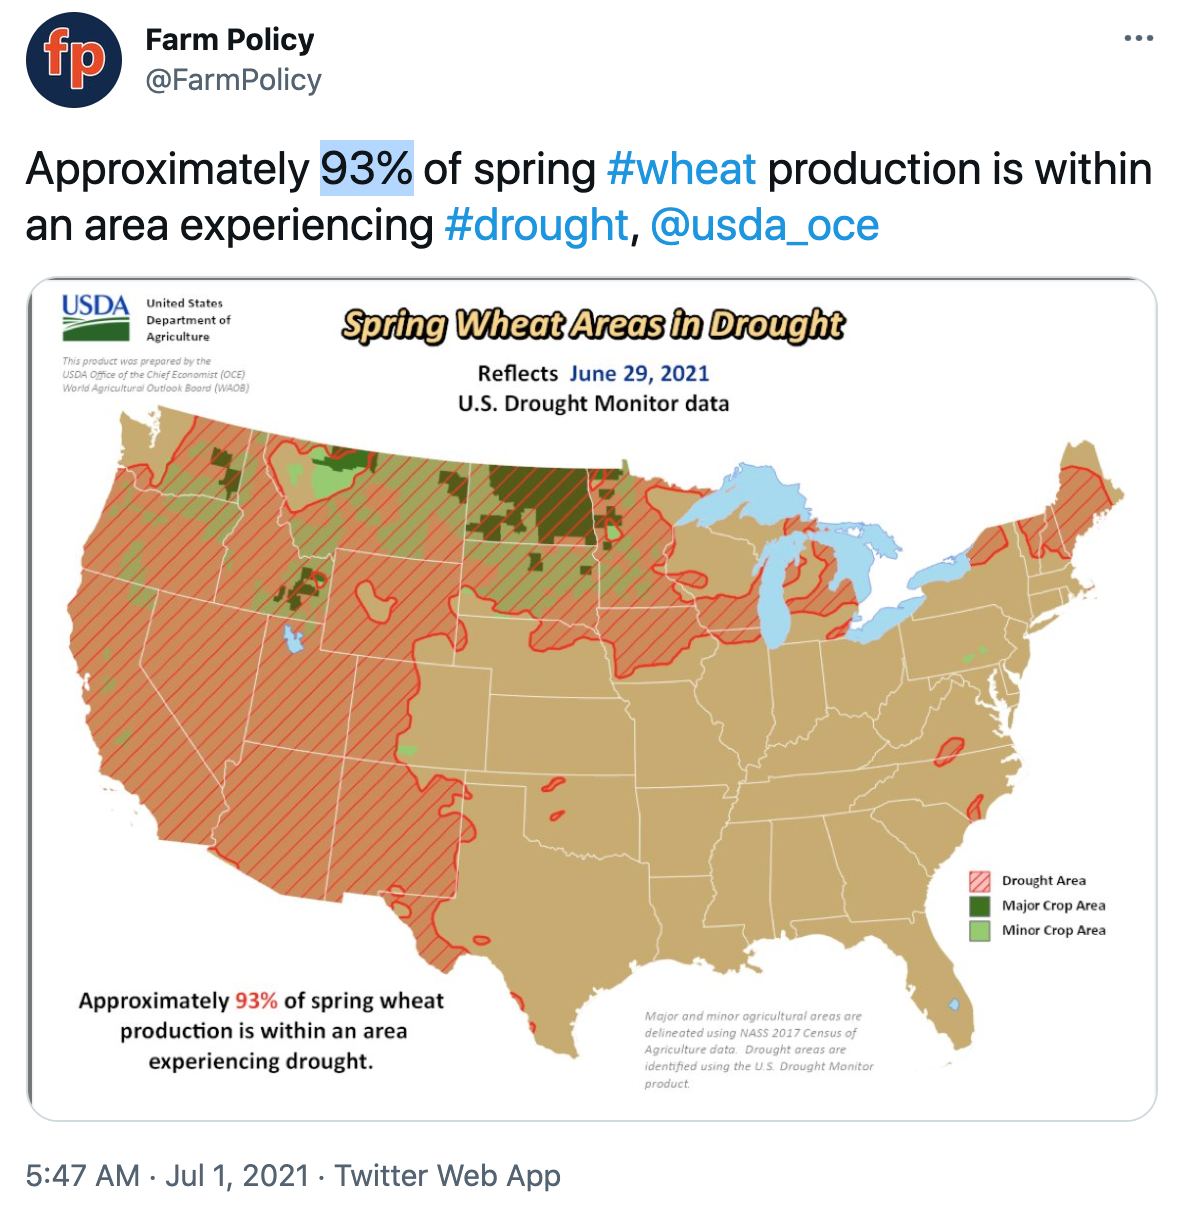 fp
Farm Policy
@FarmPolicy
Approximately 93% of spring #wheat production is within
an area experiencing #drought, @usda_oce
USDA
United States
Department of
Agriculture
This product was prepared by the
USDA Office of the Chief Economist (OCE)
World Agricultural Outlook Board (WAOB)
Spring Wheat Areas in Drought
Reflects June 29, 2021
U.S. Drought Monitor data
Drought Area
Major Crop Area
Minor Crop Area
Approximately 93% of spring wheat
production is within an area
experiencing drought.
Major and minor agricultural areas are
delineated using NASS 2017 Census of
Agriculture data. Drought areas are
identified using the U.S. Drought Monitor
product.
5:47 AM · Jul 1, 2021 · Twitter Web App